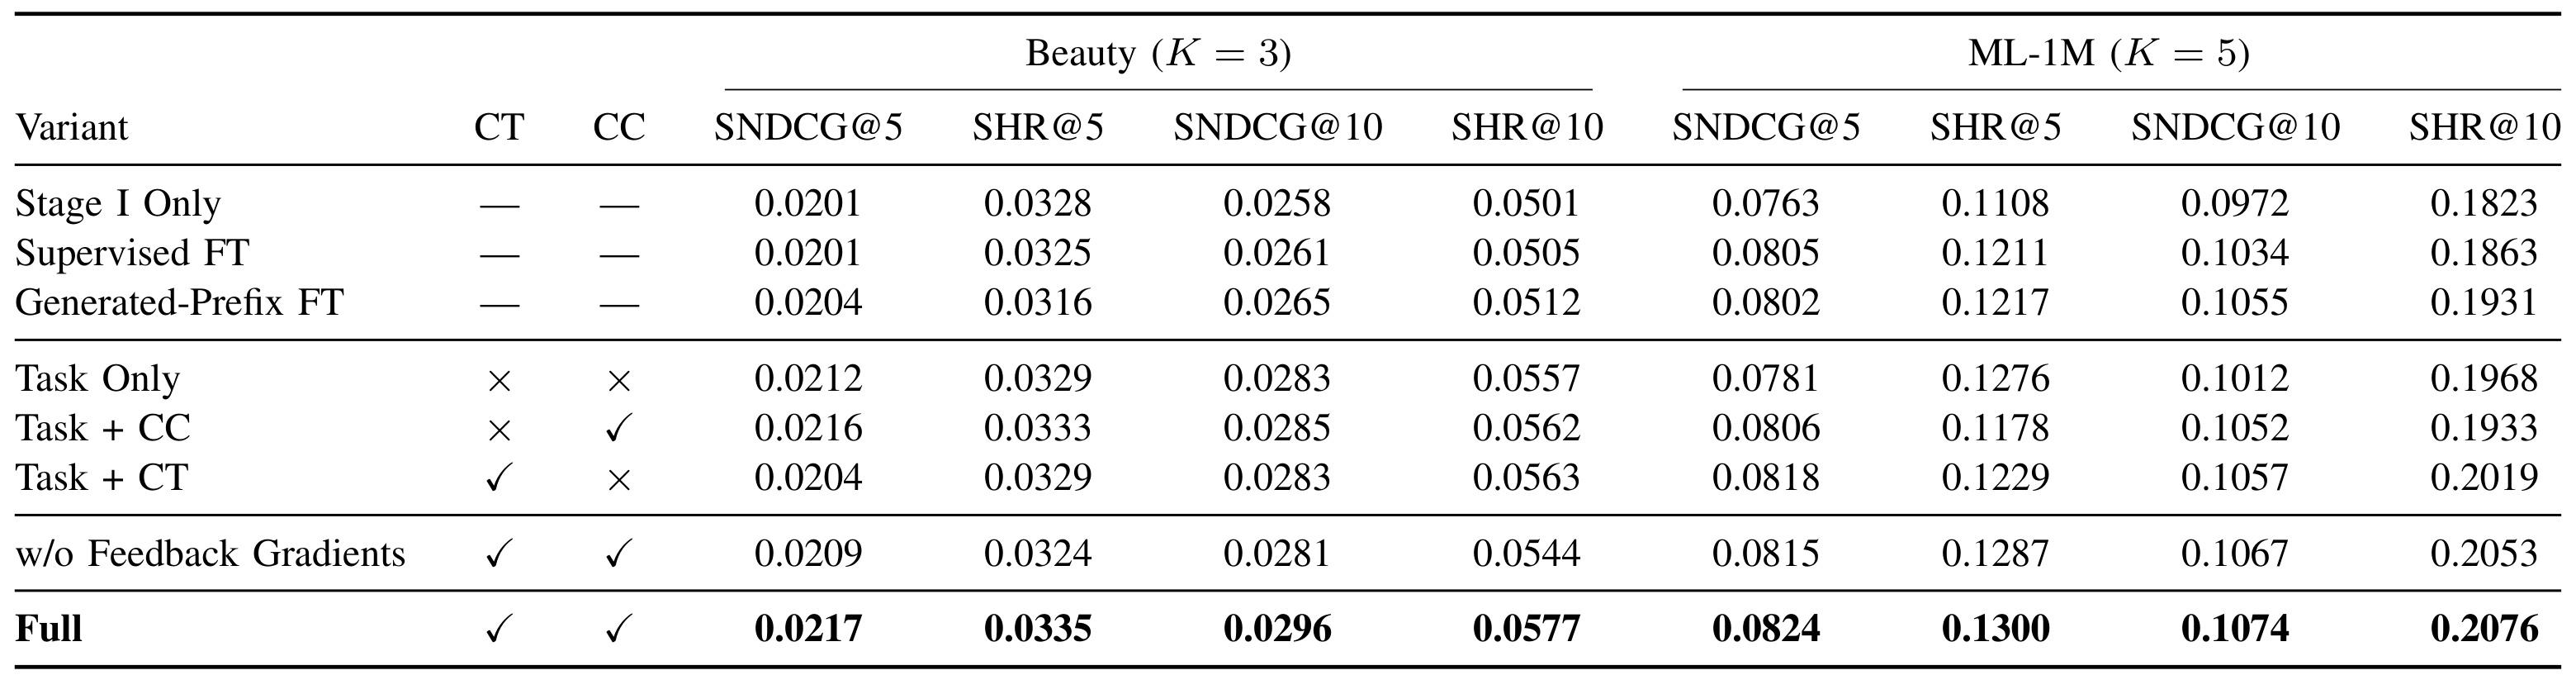 Beauty (K = 3) ML-1M (K = 5)
Variant CT CC SNDCG@5 SHR@5 SNDCG@10 SHR@10 SNDCG@5 SHR@5 SNDCG@10 SHR@10
Stage I Only — — 0.0201 0.0328 0.0258 0.0501 0.0763 0.1108 0.0972 0.1823
Supervised FT — — 0.0201 0.0325 0.0261 0.0505 0.0805 0.1211 0.1034 0.1863
Generated-Prefix FT — — 0.0204 0.0316 0.0265 0.0512 0.0802 0.1217 0.1055 0.1931
Task Only × × 0.0212 0.0329 0.0283 0.0557 0.0781 0.1276 0.1012 0.1968
Task + CC × ✓ 0.0216 0.0333 0.0285 0.0562 0.0806 0.1178 0.1052 0.1933
Task + CT ✓ × 0.0204 0.0329 0.0283 0.0563 0.0818 0.1229 0.1057 0.2019
w/o Feedback Gradients ✓ ✓ 0.0209 0.0324 0.0281 0.0544 0.0815 0.1287 0.1067 0.2053
Full ✓ ✓ 0.0217 0.0335 0.0296 0.0577 0.0824 0.1300 0.1074 0.2076